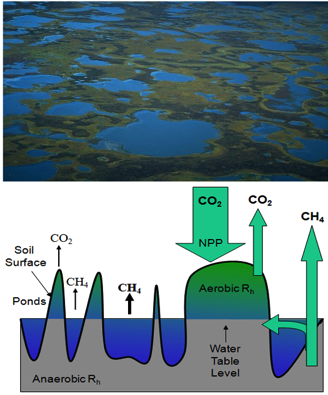 CO2
CO2
CH4
CO2
NPP
Soil
Surface
CH4
CH4
Ponds
Aerobic Rh
Water
Table
Level
Anaerobic Rh